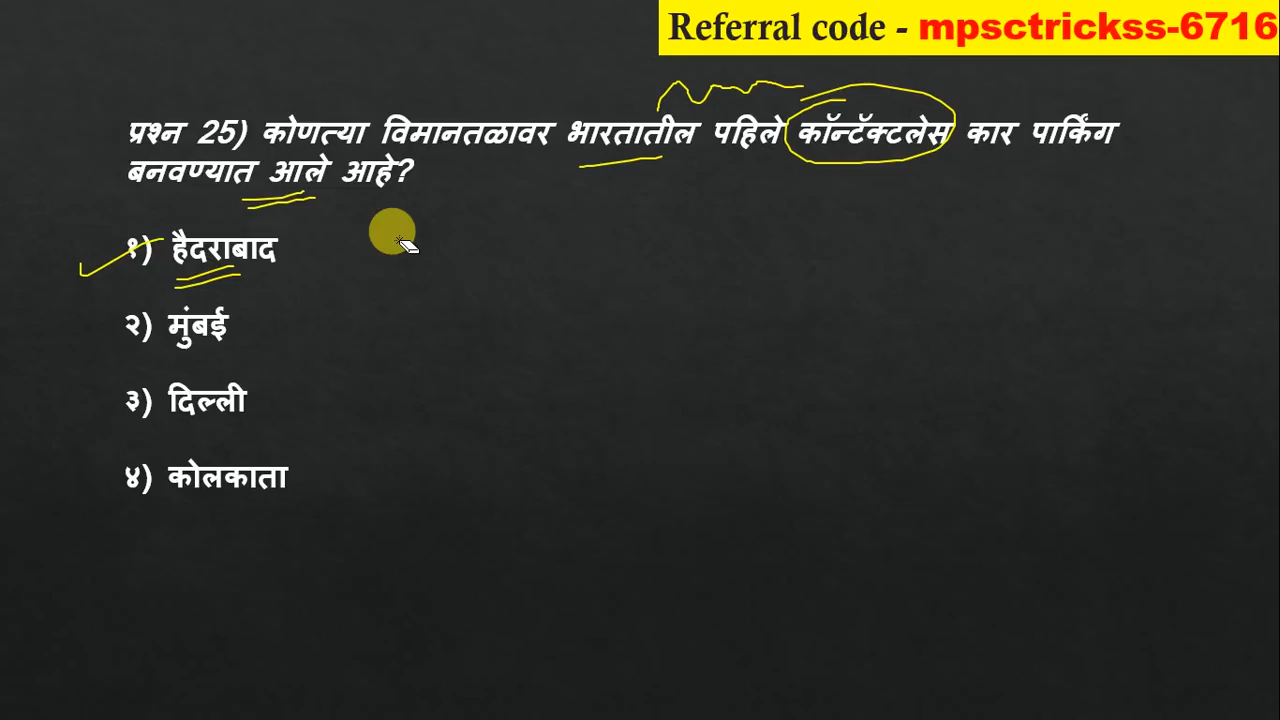 Referral code - mpsctrickss-6716
प्रश्न 25) कोणत्या विमानतळावर भारतातील पहिले कॉन्टॅक्टलेस कार पार्किंग
बनवण्यात आले आहे?
१) हैदराबाद
२) मुंबई
३) दिल्ली
४) कोलकाता